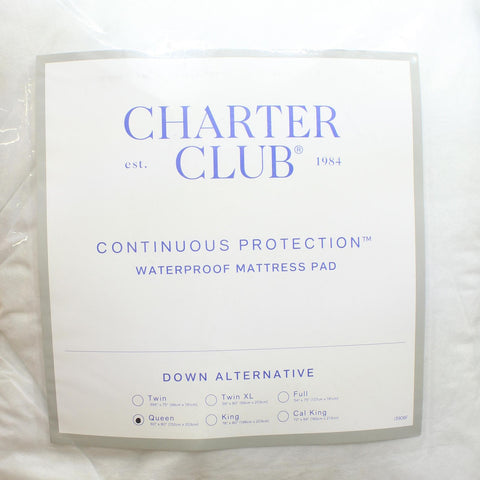 CHARTER
est. CLUB® 1984
CONTINUOUS PROTECTION™
WATERPROOF MATTRESS PAD
DOWN ALTERNATIVE
Twin Twin XL Full
Queen King Cal King